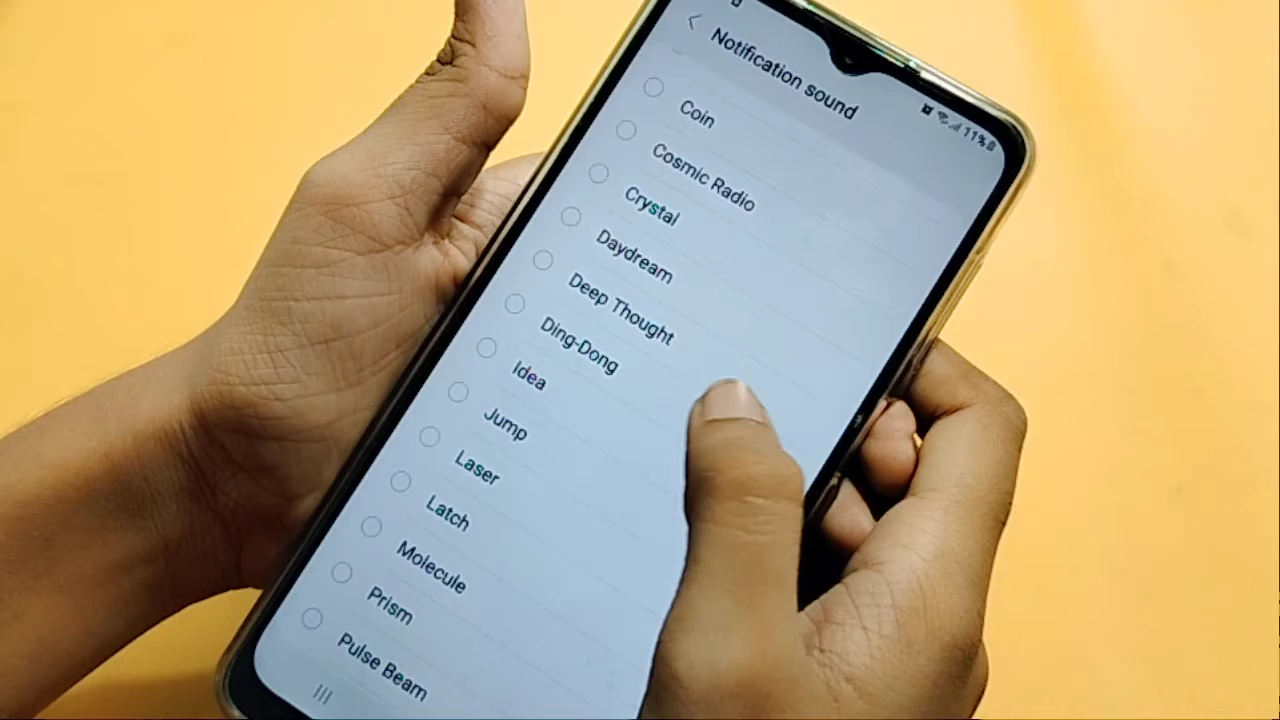 11%
Notification sound
Coin
Cosmic Radio
Crystal
Daydream
Deep Thought
Ding-Dong
Idea
Jump
Laser
Latch
Molecule
Prism
Pulse Beam